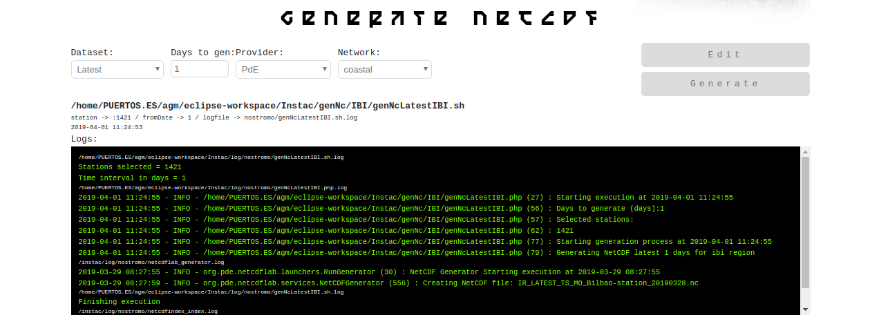 GENERATE NETCDF
Dataset: Days to gen: Provider: Network:
Latest 1 PdE coastal
Edit
Generate
/home/PUERTOS.ES/agm/eclipse-workspace/Instac/genNc/IBI/genNcLatestIBI.sh
station -> :1421 / fromDate -> 1 / logfile -> nostromo/genNcLatestIBI.sh.log
2019-04-01 11:24:53
Logs:
/home/PUERTOS.ES/agm/eclipse-workspace/Instac/log/nostromo/genNcLatestIBI.sh.log
Stations selected = 1421
Time interval in days = 1
/home/PUERTOS.ES/agm/eclipse-workspace/Instac/log/nostromo/genNcLatestIBI.php.log
2019-04-01 11:24:55 - INFO - /home/PUERTOS.ES/agm/eclipse-workspace/Instac/genNc/IBI/genNcLatestIBI.php (27) : Starting execution at 2019-04-01 11:24:55
2019-04-01 11:24:55 - INFO - /home/PUERTOS.ES/agm/eclipse-workspace/Instac/genNc/IBI/genNcLatestIBI.php (56) : Days to generate (days):1
2019-04-01 11:24:55 - INFO - /home/PUERTOS.ES/agm/eclipse-workspace/Instac/genNc/IBI/genNcLatestIBI.php (57) : Selected stations:
2019-04-01 11:24:55 - INFO - /home/PUERTOS.ES/agm/eclipse-workspace/Instac/genNc/IBI/genNcLatestIBI.php (62) : 1421
2019-04-01 11:24:55 - INFO - /home/PUERTOS.ES/agm/eclipse-workspace/Instac/genNc/IBI/genNcLatestIBI.php (77) : Starting generation process at 2019-04-01 11:24:55
2019-04-01 11:24:55 - INFO - /home/PUERTOS.ES/agm/eclipse-workspace/Instac/genNc/IBI/genNcLatestIBI.php (79) : Generating NetCDF latest 1 days for ibi region
/instac/log/nostromo/netcdflab_generator.log
2019-03-29 08:27:55 - INFO - org.pde.netcdflab.launchers.RunGenerator (30) : NetCDF Generator Starting execution at 2019-03-29 08:27:55
2019-03-29 08:27:59 - INFO - org.pde.netcdflab.services.NetCDFGenerator (556) : Creating NetCDF file: IR_LATEST_TS_MO_Bilbao-station_20190328.nc
/home/PUERTOS.ES/agm/eclipse-workspace/Instac/log/nostromo/genNcLatestIBI.sh.log
Finishing execution
/instac/log/nostromo/netcdfindex_index.log